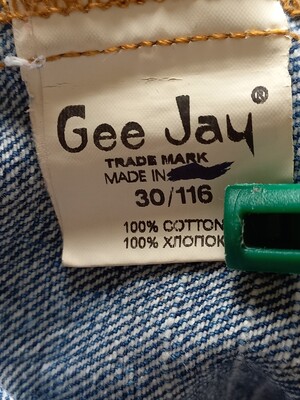 Gee Jay ®
TRADE MARK
MADE IN
30/116
100% COTTON
100% ХЛОПОК